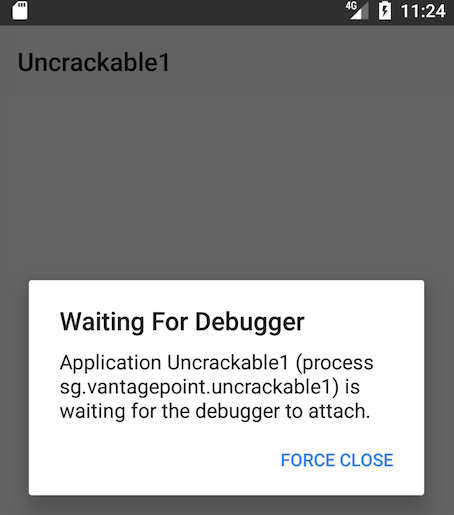 4G 11:24
Uncrackable1
Waiting For Debugger
Application Uncrackable1 (process
sg.vantagepoint.uncrackable1) is
waiting for the debugger to attach.
FORCE CLOSE